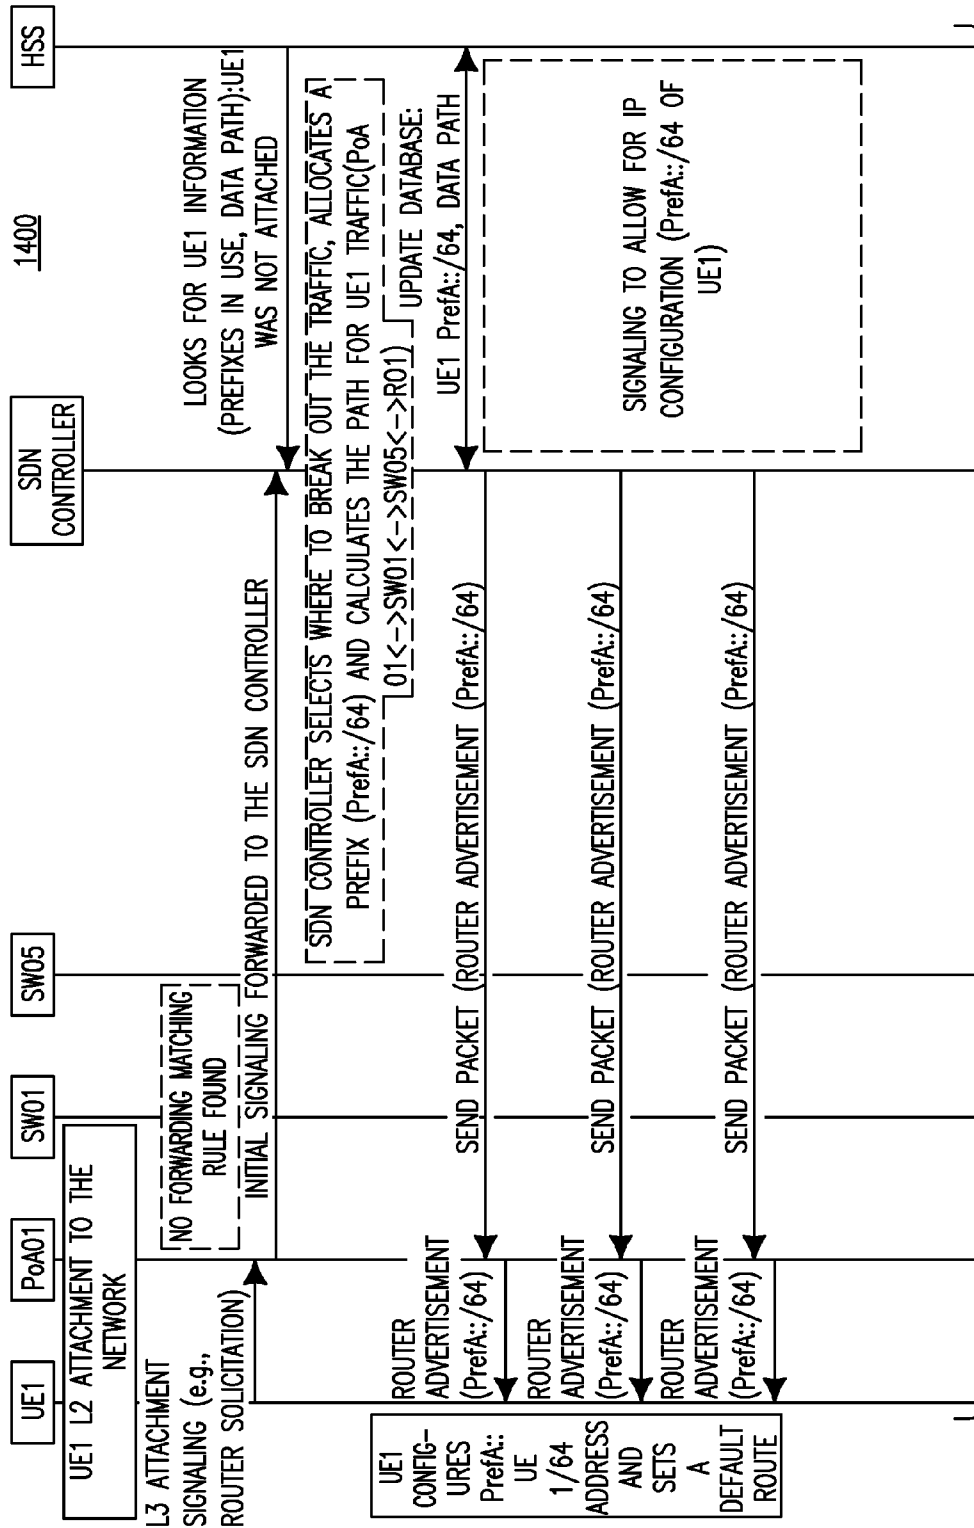 1400
UE1
PoA01
SW01
SW05
SDN
CONTROLLER
HSS
UE1 L2 ATTACHMENT TO THE
NETWORK
L3 ATTACHMENT
SIGNALING (e.g.,
ROUTER SOLICITATION)
NO FORWARDING MATCHING
RULE FOUND
INITIAL SIGNALING FORWARDED TO THE SDN CONTROLLER
LOOKS FOR UE1 INFORMATION
(PREFIXES IN USE, DATA PATH):UE1
WAS NOT ATTACHED
SDN CONTROLLER SELECTS WHERE TO BREAK OUT THE TRAFFIC, ALLOCATES A
PREFIX (PrefA::/64) AND CALCULATES THE PATH FOR UE1 TRAFFIC(PoA
01<->SW01<->SW05<->R01)
UPDATE DATABASE:
UE1 PrefA::/64, DATA PATH
SEND PACKET (ROUTER ADVERTISEMENT (PrefA::/64)
ROUTER
ADVERTISEMENT
(PrefA::/64)
SEND PACKET (ROUTER ADVERTISEMENT (PrefA::/64)
ROUTER
ADVERTISEMENT
(PrefA::/64)
SEND PACKET (ROUTER ADVERTISEMENT (PrefA::/64)
ROUTER
ADVERTISEMENT
(PrefA::/64)
SIGNALING TO ALLOW FOR IP
CONFIGURATION (PrefA::/64 OF
UE1)
UE1
CONFIG-
URES
PrefA::
UE
1/64
ADDRESS
AND
SETS
A
DEFAULT
ROUTE